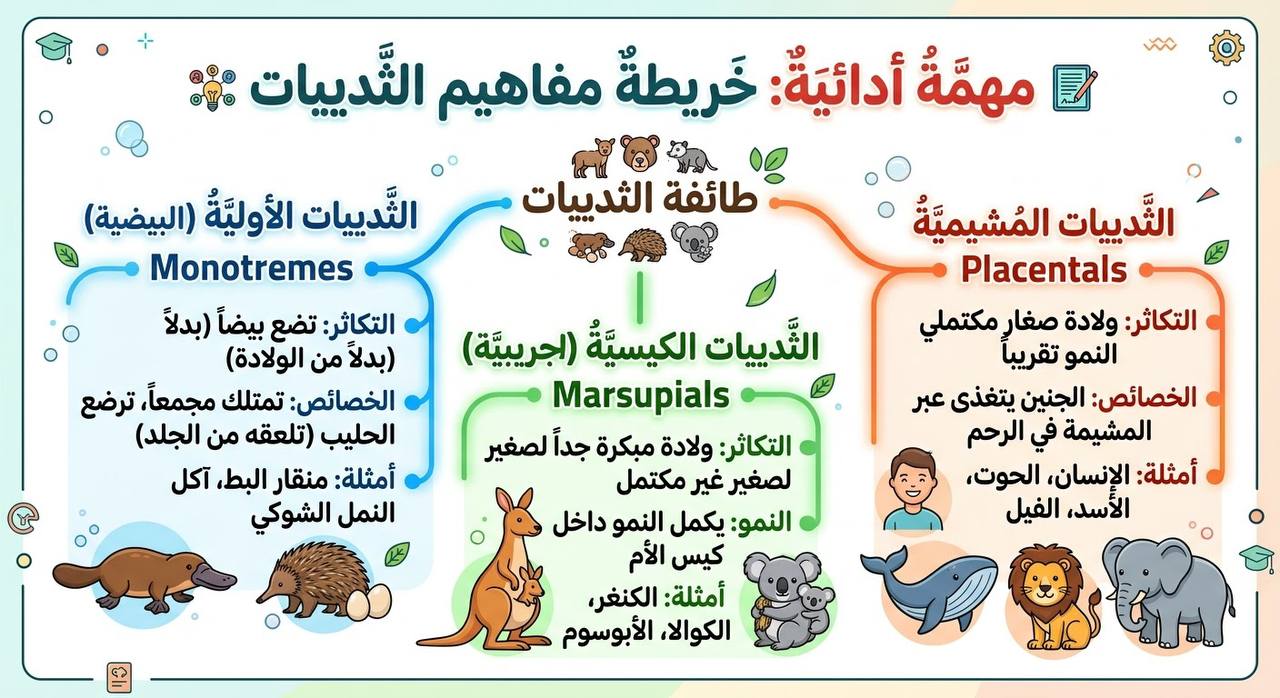 مهمَّةُ أدائيَةٌ: خَريطةٌ مفاهيم الثَّدييات
طائفة الثدييات
الثَّدييات المُشيميَّةُ
Placentals
التكاثر: ولادة صغار مكتملي
النمو تقريباً
الخصائص: الجنين يتغذى عبر
المشيمة في الرحم
أمثلة: الإنسان، الحوت،
الأسد، الفيل
الثَّدييات الكيسيَّةُ (اجريبيَّة)
Marsupials
التكاثر: ولادة مبكرة جداً لصغير
لصغير غير مكتمل
النمو: يكمل النمو داخل
كيس الأم
أمثلة: الكنغر،
الكوالا، الأبوسوم
الثَّدييات الأوليَّةُ (البيضية)
Monotremes
التكاثر: تضع بيضاً (بدلاً
(بدلاً من الولادة)
الخصائص: تمتلك مجمعاً، ترضع
الحليب (تلعقه من الجلد)
أمثلة: منقار البط، آكل
النمل الشوكي